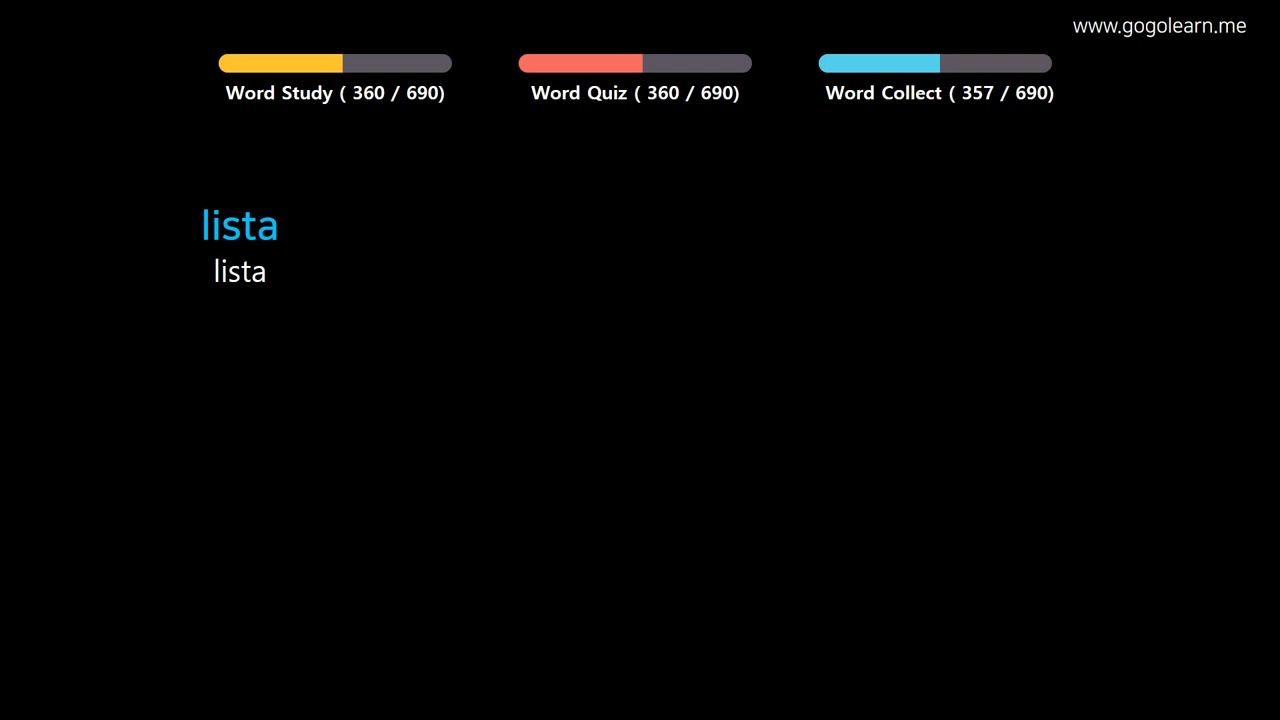 www.gogolearn.me
Word Study ( 360 / 690)
Word Quiz ( 360 / 690)
Word Collect ( 357 / 690)
lista
lista